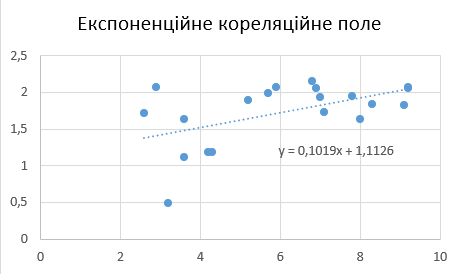 Експоненційне кореляційне поле
2,5
2
1,5
1
0,5
0
y = 0,1019x + 1,1126
0 2 4 6 8 10